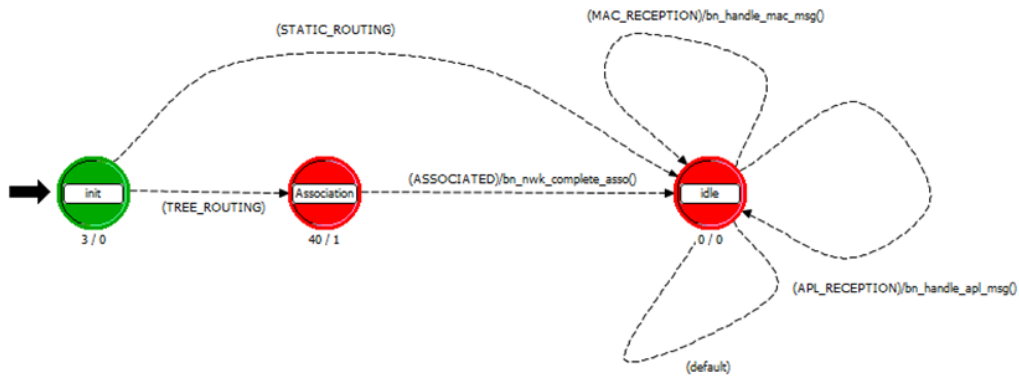 (MAC_RECEPTION)/bn_handle_mac_msg()
(STATIC_ROUTING)
init
(TREE_ROUTING)
3 / 0
Association
40 / 1
(ASSOCIATED)/bn_nwk_complete_asso()
idle
0 / 0
(APL_RECEPTION)/bn_handle_apl_msg()
(default)